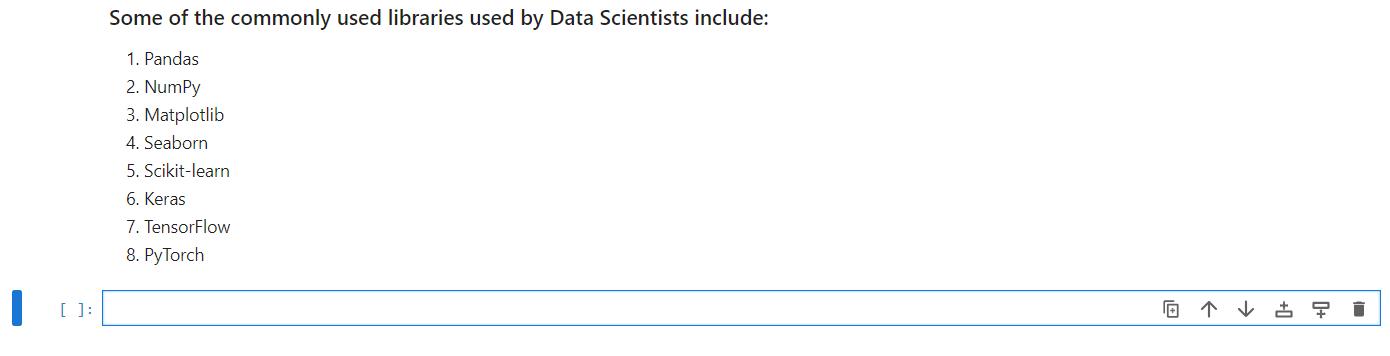 Some of the commonly used libraries used by Data Scientists include:
1. Pandas
2. NumPy
3. Matplotlib
4. Seaborn
5. Scikit-learn
6. Keras
7. TensorFlow
8. PyTorch
[ ]: